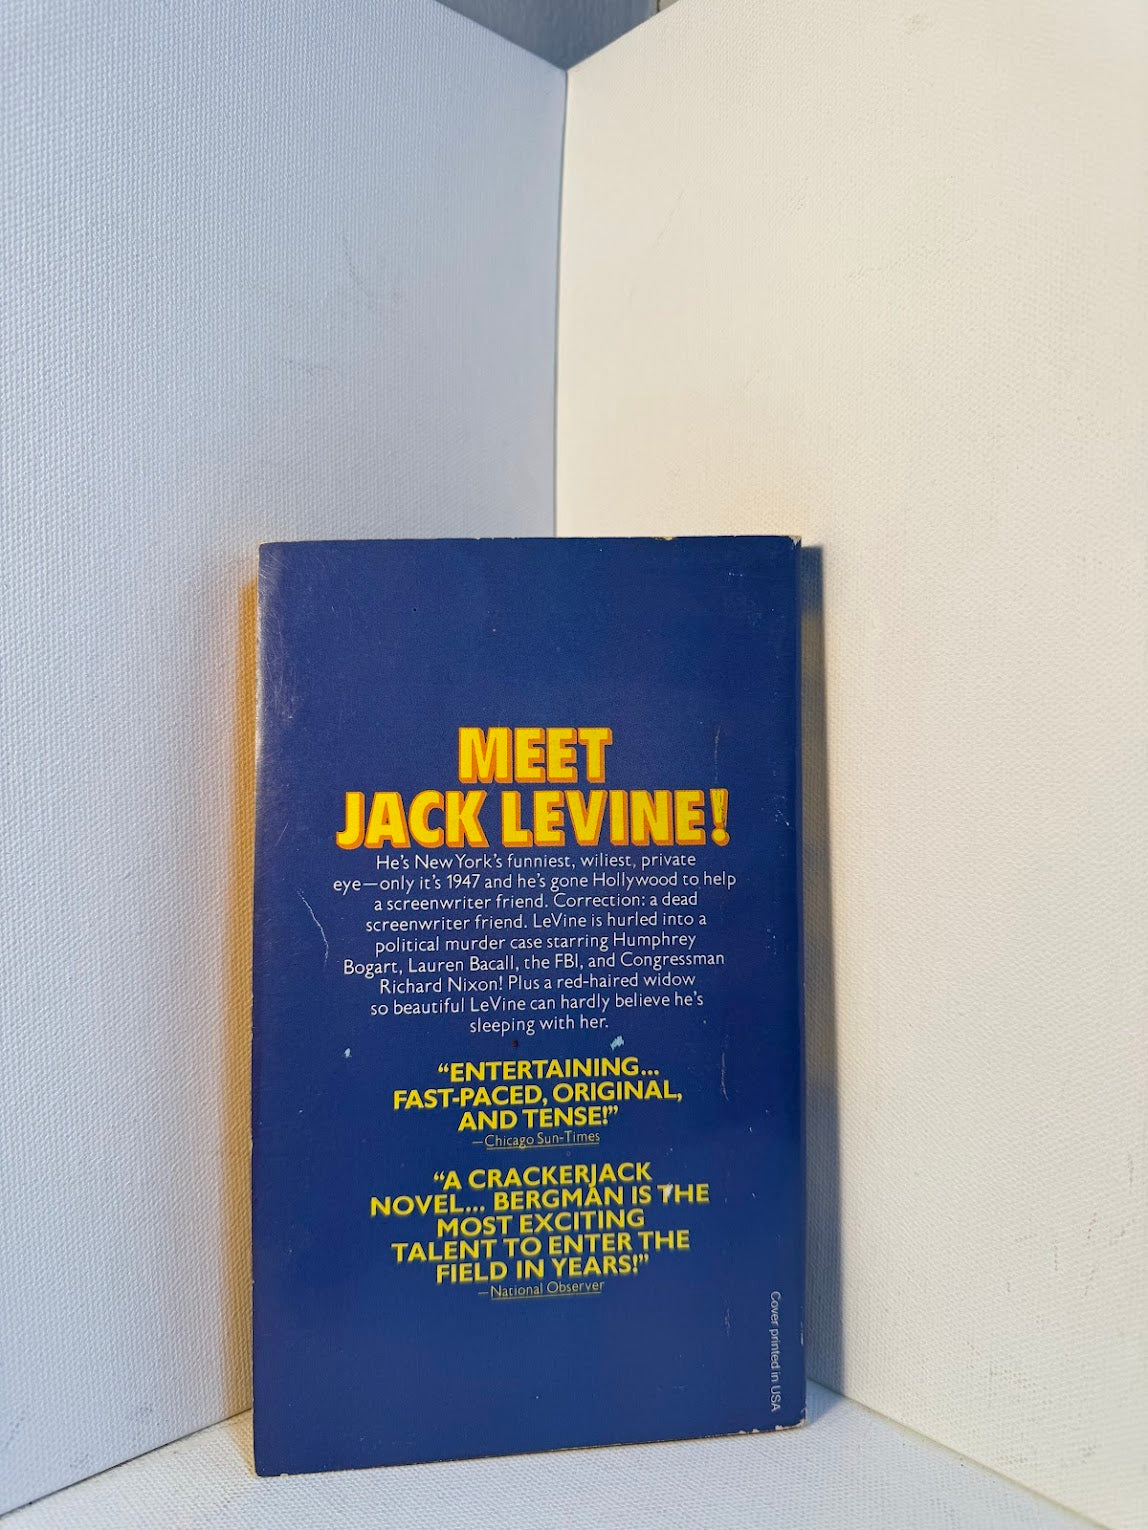 MEET
JACK LEVINE!
He's New York's funniest, wiliest, private
eye—only it's 1947 and he's gone Hollywood to help
a screenwriter friend. Correction: a dead
screenwriter friend. LeVine is hurled into a
political murder case starring Humphrey
Bogart, Lauren Bacall, the FBI, and Congressman
Richard Nixon! Plus a red-haired widow
so beautiful LeVine can hardly believe he's
sleeping with her.
“ENTERTAINING...
FAST-PACED, ORIGINAL,
AND TENSE!”
—Chicago Sun-Times
“A CRACKERJACK
NOVEL... BERGMAN IS THE
MOST EXCITING
TALENT TO ENTER THE
FIELD IN YEARS!”
—National Observer
Cover printed in USA